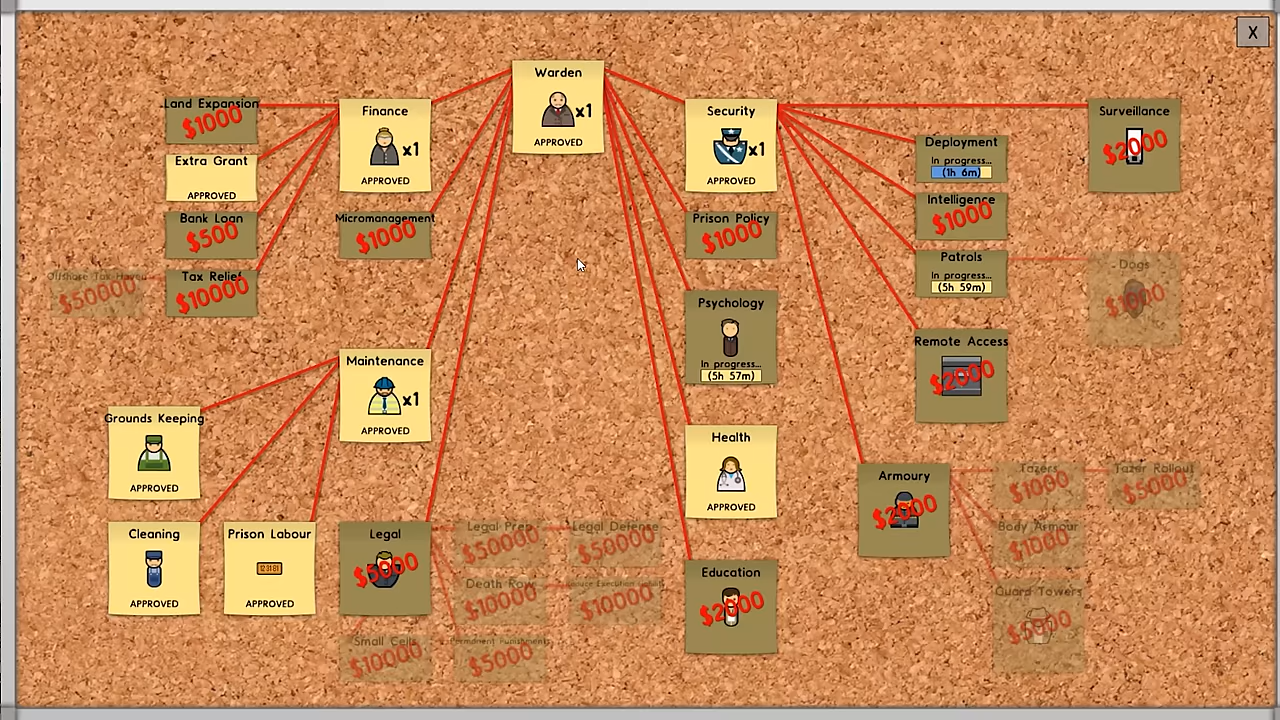 X
Warden
x1
APPROVED
Land Expansion
$1000
Finance
x1
APPROVED
Security
x1
APPROVED
Surveillance
$2000
Extra Grant
APPROVED
Deployment
In progress...
(1h 6m)
Bank Loan
$500
Micromanagement
$1000
Prison Policy
$1000
Intelligence
$1000
Offshore Tax Haven
$50000
Tax Relief
$10000
Patrols
In progress...
(5h 59m)
Dogs
$1000
Psychology
In progress...
(5h 57m)
Remote Access
$2000
Maintenance
x1
APPROVED
Grounds Keeping
APPROVED
Health
APPROVED
Armoury
$2000
Tazers
$1000
Tazer Rollout
$5000
Cleaning
APPROVED
Prison Labour
APPROVED
Legal
$5000
Legal Prep
$50000
Legal Defense
$50000
Body Armour
$1000
Education
$2000
Death Row
$10000
$10000
Guard Towers
$5000
Small Cells
$10000
Permanent Punishments
$5000